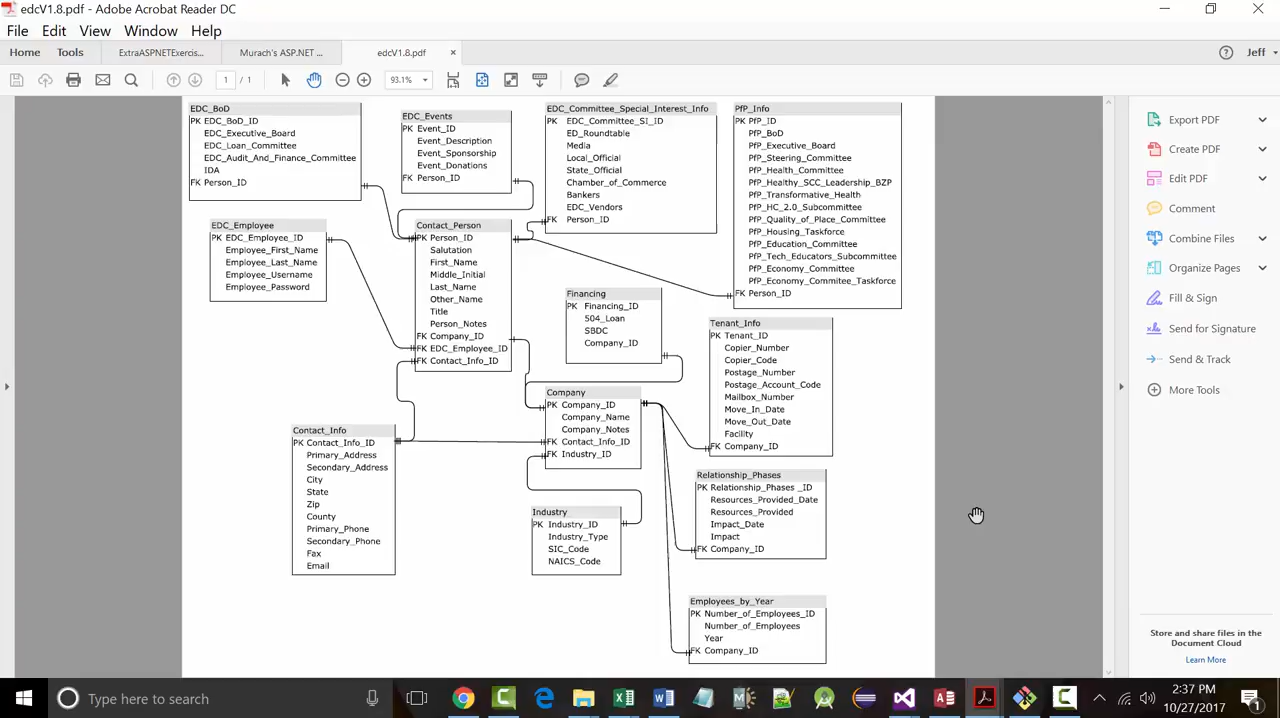 edcV1.8.pdf - Adobe Acrobat Reader DC
File Edit View Window Help
Home Tools ExtraASPNETExercis... Murach's ASP.NET ... edcV1.8.pdf × Jeff
1 / 1 93.1%
EDC_BoD
PK EDC_BoD_ID
EDC_Executive_Board
EDC_Loan_Committee
EDC_Audit_And_Finance_Committee
IDA
FK Person_ID
EDC_Events
PK Event_ID
Event_Description
Event_Sponsorship
Event_Donations
FK Person_ID
EDC_Committee_Special_Interest_Info
PK EDC_Committee_SI_ID
ED_Roundtable
Media
Local_Official
State_Official
Chamber_of_Commerce
Bankers
EDC_Vendors
FK Person_ID
PfP_Info
PK PfP_ID
PfP_BoD
PfP_Executive_Board
PfP_Steering_Committee
PfP_Health_Committee
PfP_Healthy_SCC_Leadership_BZP
PfP_Transformative_Health
PfP_HC_2.0_Subcommittee
PfP_Quality_of_Place_Committee
PfP_Housing_Taskforce
PfP_Education_Committee
PfP_Tech_Educators_Subcommittee
PfP_Economy_Committee
PfP_Economy_Commitee_Taskforce
FK Person_ID
EDC_Employee
PK EDC_Employee_ID
Employee_First_Name
Employee_Last_Name
Employee_Username
Employee_Password
Contact_Person
PK Person_ID
Salutation
First_Name
Middle_Initial
Last_Name
Other_Name
Title
Person_Notes
FK Company_ID
FK EDC_Employee_ID
FK Contact_Info_ID
Financing
PK Financing_ID
504_Loan
SBDC
Company_ID
Tenant_Info
PK Tenant_ID
Copier_Number
Copier_Code
Postage_Number
Postage_Account_Code
Mailbox_Number
Move_In_Date
Move_Out_Date
Facility
FK Company_ID
Company
PK Company_ID
Company_Name
Company_Notes
FK Contact_Info_ID
FK Industry_ID
Contact_Info
PK Contact_Info_ID
Primary_Address
Secondary_Address
City
State
Zip
County
Primary_Phone
Secondary_Phone
Fax
Email
Industry
PK Industry_ID
Industry_Type
SIC_Code
NAICS_Code
Relationship_Phases
PK Relationship_Phases _ID
Resources_Provided_Date
Resources_Provided
Impact_Date
Impact
FK Company_ID
Employees_by_Year
PK Number_of_Employees_ID
Number_of_Employees
Year
FK Company_ID
Export PDF
Create PDF
Edit PDF
Comment
Combine Files
Organize Pages
Fill & Sign
Send for Signature
Send & Track
More Tools
Store and share files in the
Document Cloud
Learn More
Type here to search
2:37 PM
10/27/2017